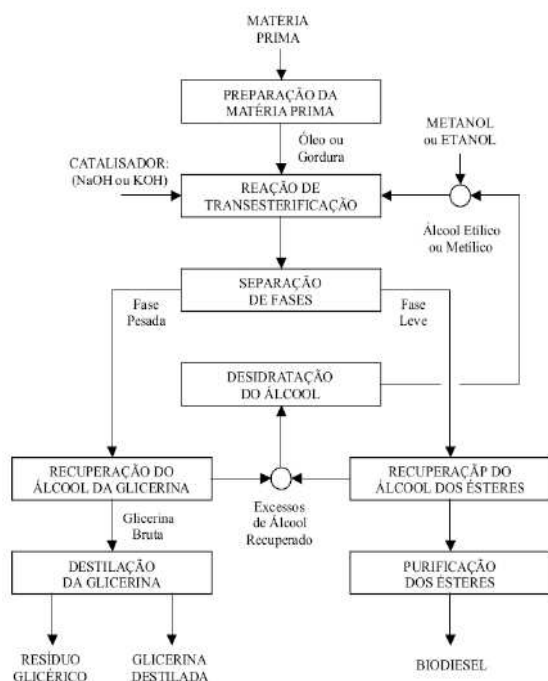 MATÉRIA
PRIMA
PREPARAÇÃO DA
MATÉRIA PRIMA
Óleo ou
Gordura
METANOL
ou ETANOL
CATALISADOR:
(NaOH ou KOH)
REAÇÃO DE
TRANSESTERIFICAÇÃO
Álcool Etílico
ou Metílico
SEPARAÇÃO
DE FASES
Fase
Pesada
Fase
Leve
DESIDRATAÇÃO
DO ÁLCOOL
RECUPERAÇÃO DO
ÁLCOOL DA GLICERINA
Excessos
de Álcool
Recuperado
RECUPERAÇÃP DO
ÁLCOOL DOS ÉSTERES
Glicerina
Bruta
DESTILAÇÃO
DA GLICERINA
PURIFICAÇÃO
DOS ÉSTERES
RESÍDUO
GLICÉRICO
GLICERINA
DESTILADA
BIODIESEL